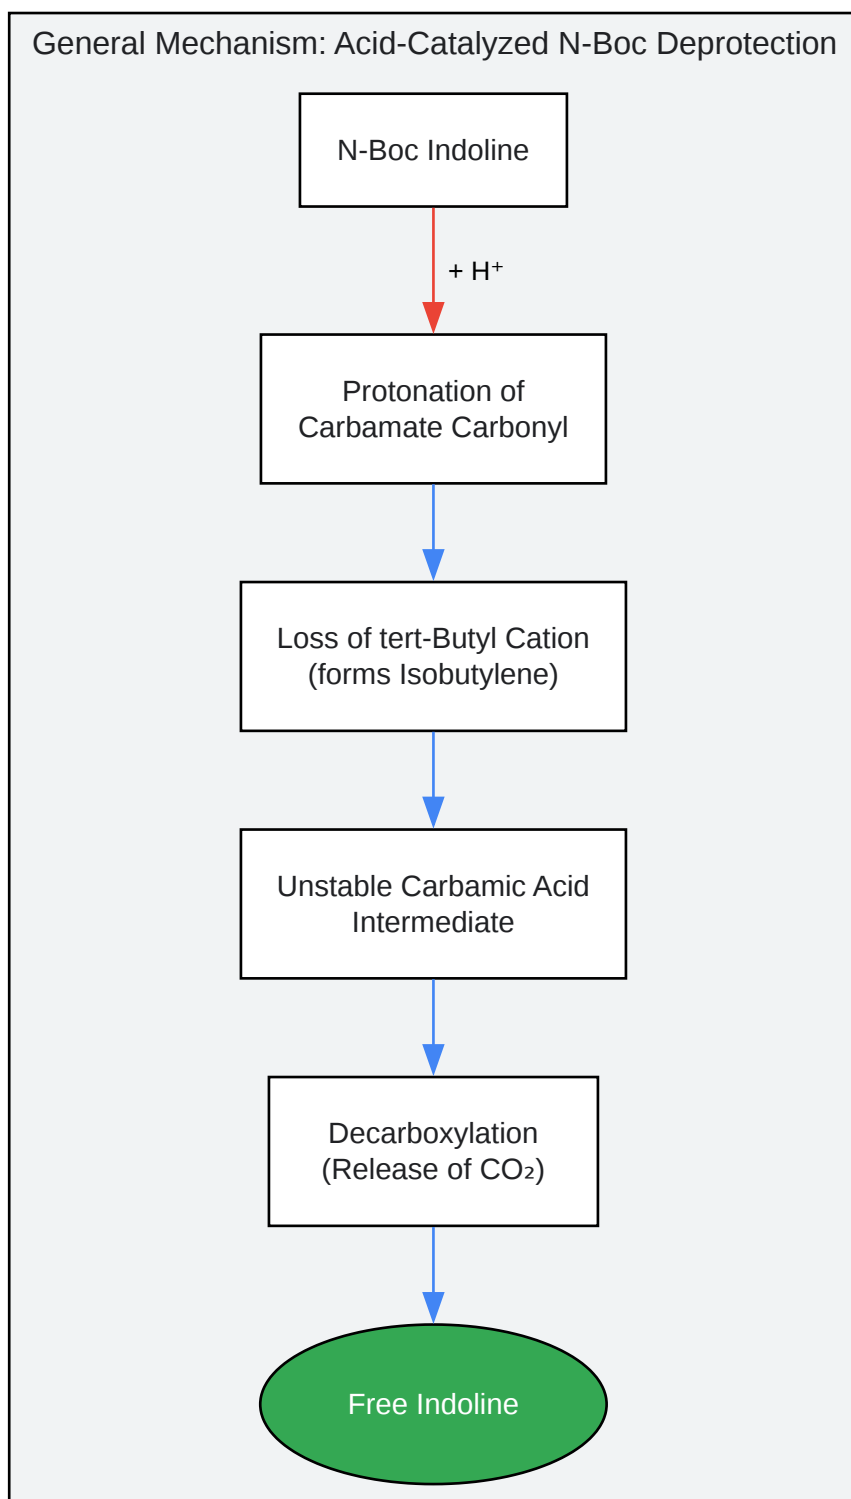 General Mechanism: Acid-Catalyzed N-Boc Deprotection
N-Boc Indoline
+ H⁺
Protonation of
Carbamate Carbonyl
Loss of tert-Butyl Cation
(forms Isobutylene)
Unstable Carbamic Acid
Intermediate
Decarboxylation
(Release of CO₂)
Free Indoline